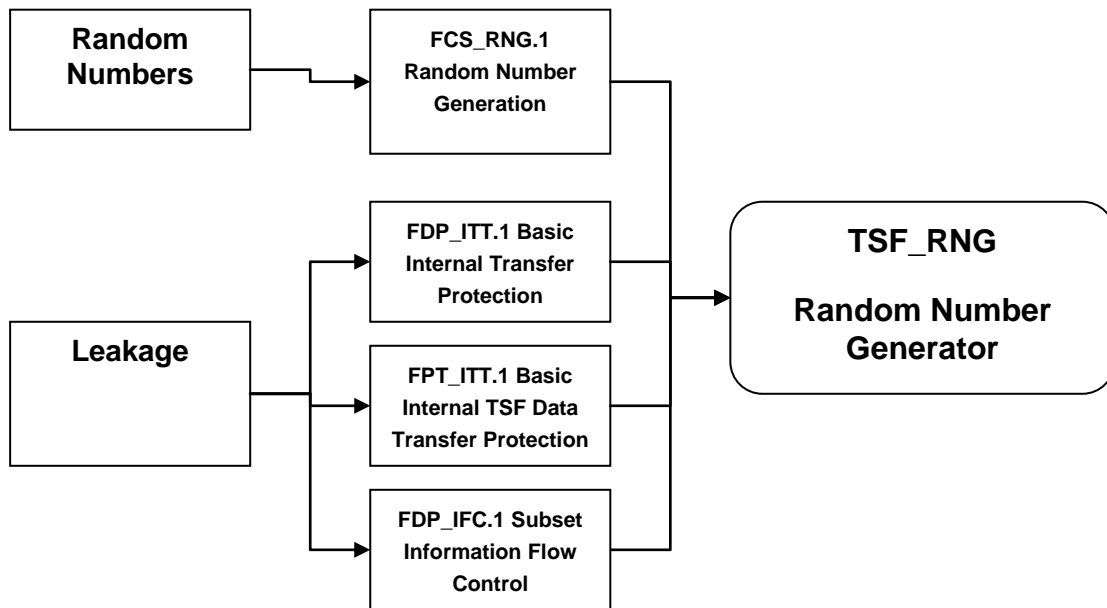 Random
Numbers
FCS_RNG.1
Random Number
Generation
FDP_ITT.1 Basic
Internal Transfer
Protection
TSF_RNG
Random Number
Generator
Leakage
FPT_ITT.1 Basic
Internal TSF Data
Transfer Protection
FDP_IFC.1 Subset
Information Flow
Control